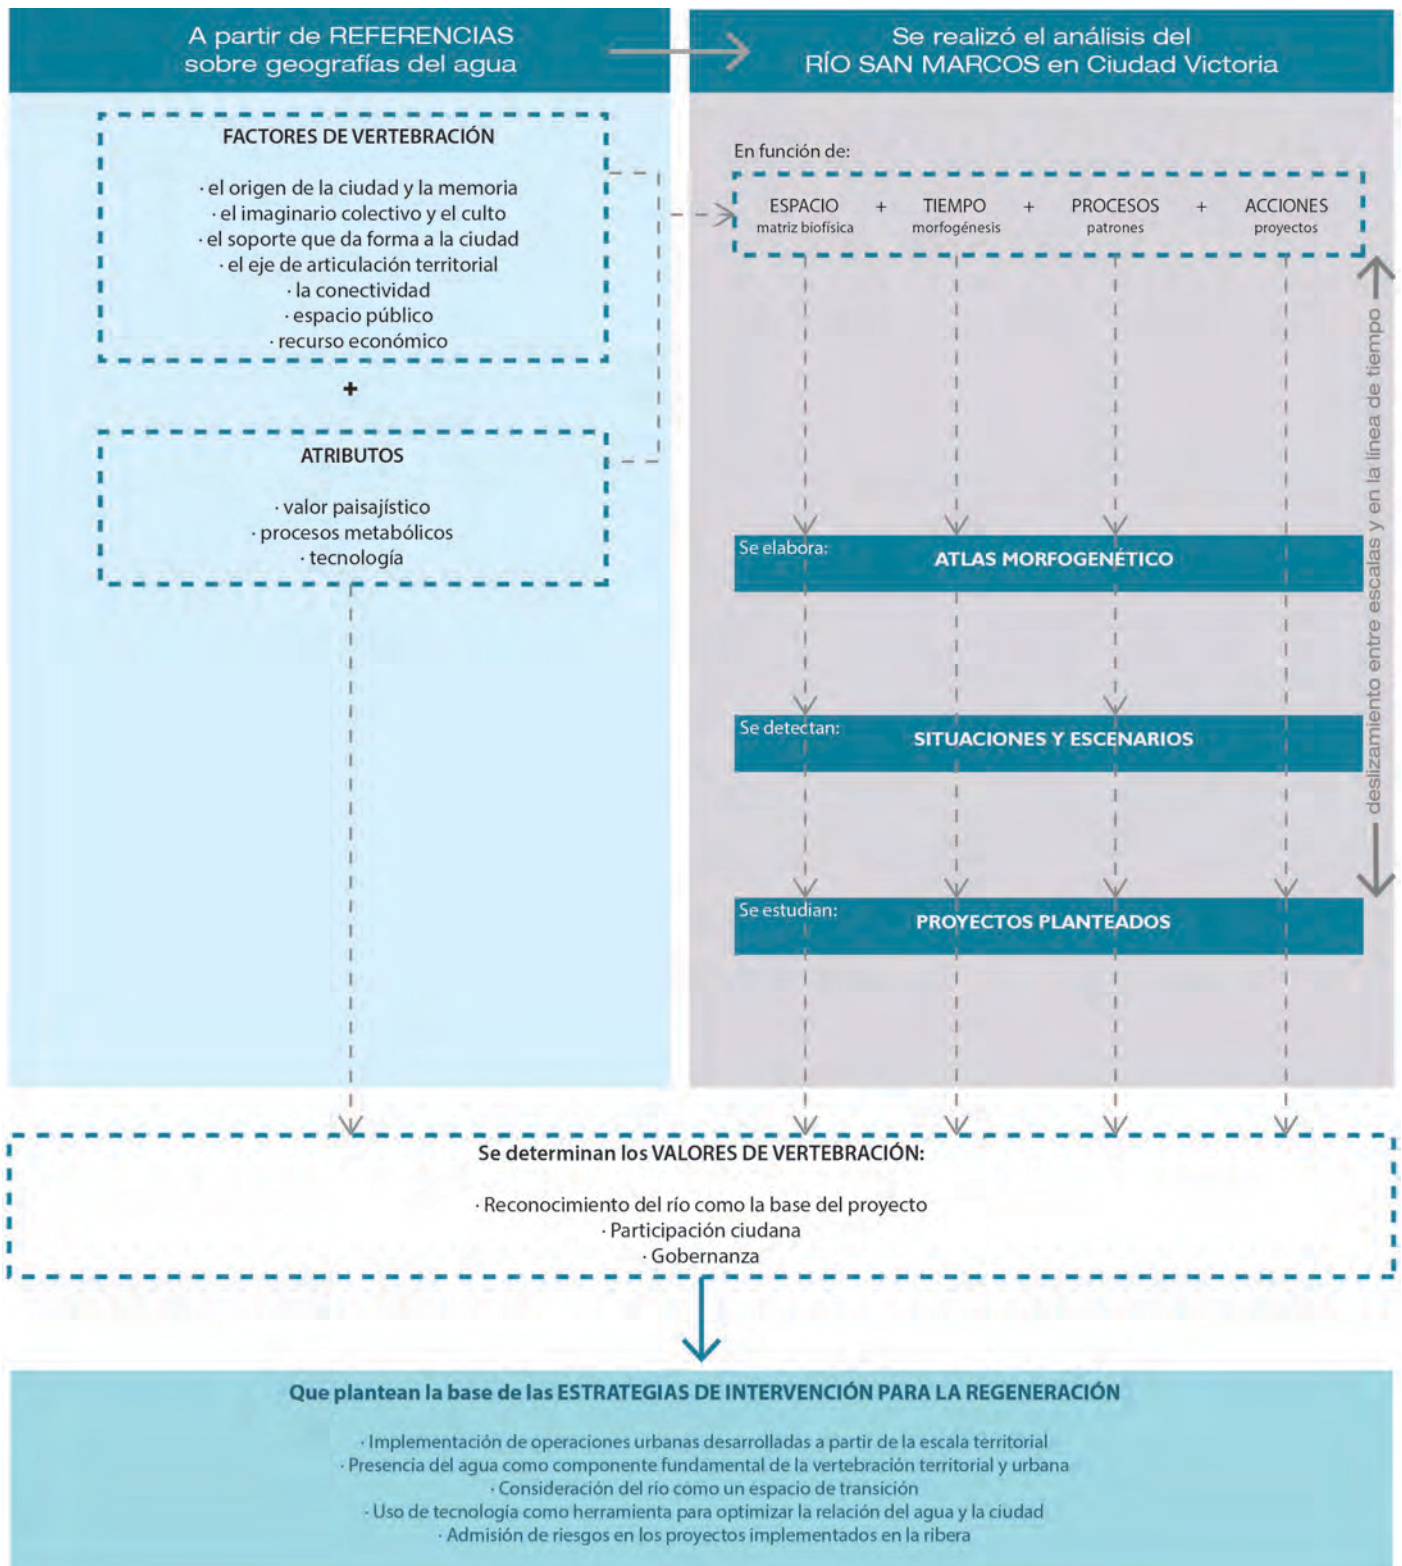 A partir de REFERENCIAS
sobre geografías del agua
Se realizó el análisis del
RÍO SAN MARCOS en Ciudad Victoria
FACTORES DE VERTEBRACIÓN
· el origen de la ciudad y la memoria
· el imaginario colectivo y el culto
· el soporte que da forma a la ciudad
· el eje de articulación territorial
· la conectividad
· espacio público
· recurso económico
+
ATRIBUTOS
· valor paisajístico
· procesos metabólicos
· tecnología
En función de:
ESPACIO + TIEMPO + PROCESOS + ACCIONES
matriz biofísica morfogénesis patrones proyectos
Se elabora:
ATLAS MORFOGENÉTICO
Se detectan:
SITUACIONES Y ESCENARIOS
Se estudian:
PROYECTOS PLANTEADOS
deslizamiento entre escalas y en la línea de tiempo
Se determinan los VALORES DE VERTEBRACIÓN:
· Reconocimiento del río como la base del proyecto
· Participación ciudana
· Gobernanza
Que plantean la base de las ESTRATEGIAS DE INTERVENCIÓN PARA LA REGENERACIÓN
· Implementación de operaciones urbanas desarrolladas a partir de la escala territorial
· Presencia del agua como componente fundamental de la vertebración territorial y urbana
· Consideración del río como un espacio de transición
· Uso de tecnología como herramienta para optimizar la relación del agua y la ciudad
· Admisión de riesgos en los proyectos implementados en la ribera